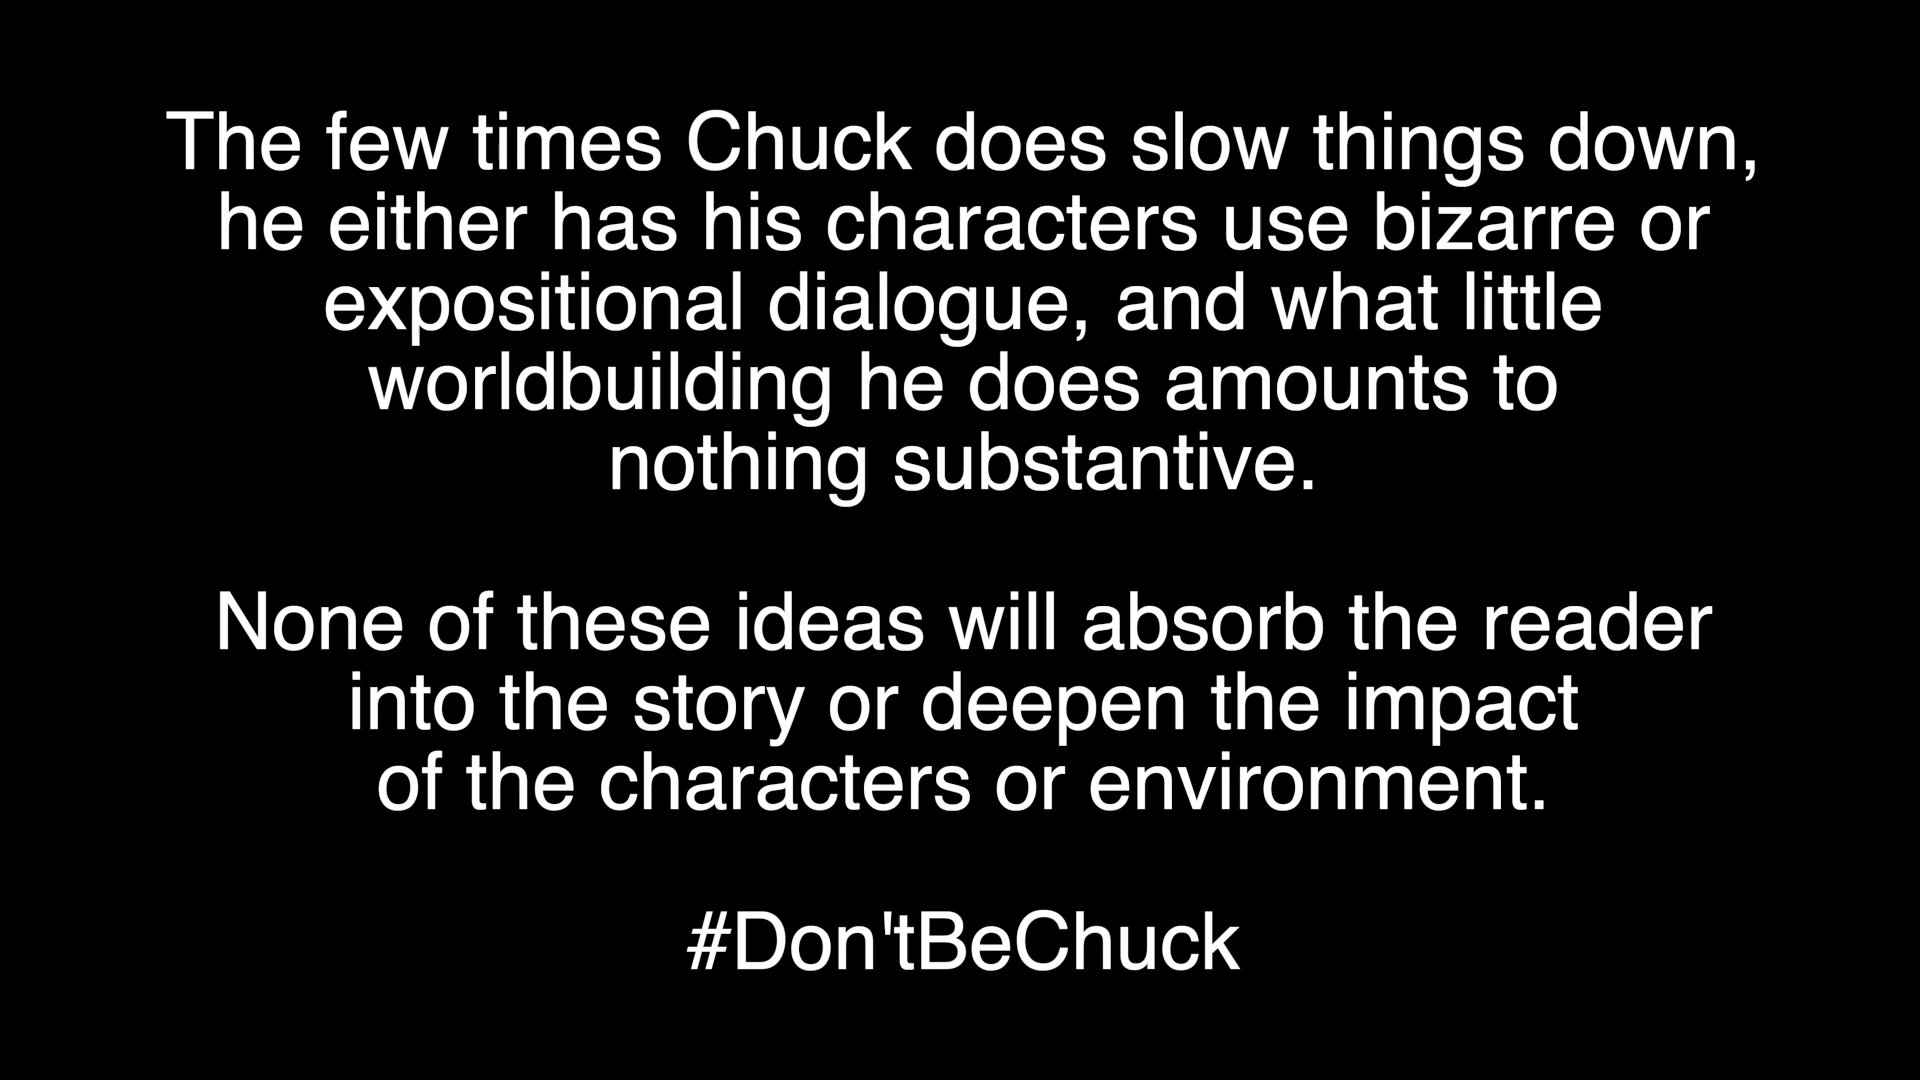 The few times Chuck does slow things down,
he either has his characters use bizarre or
expositional dialogue, and what little
worldbuilding he does amounts to
nothing substantive.
None of these ideas will absorb the reader
into the story or deepen the impact
of the characters or environment.
#Don'tBeChuck